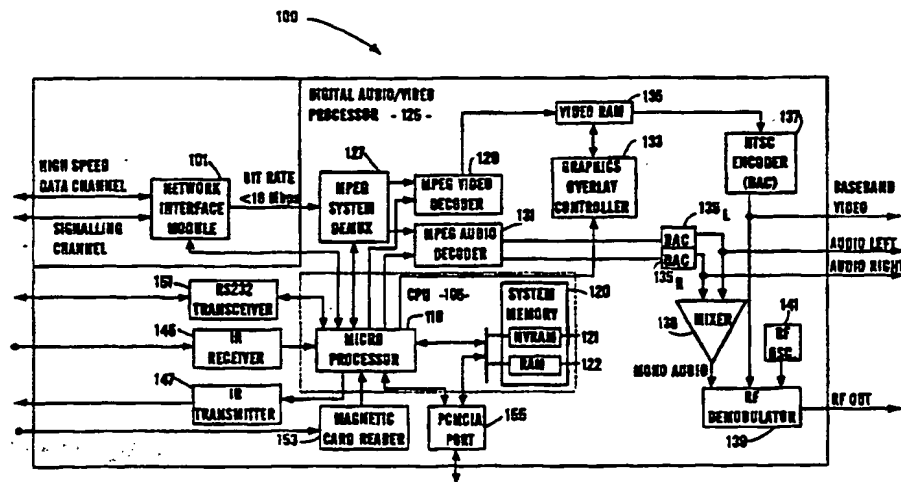 100
DIGITAL AUDIO/VIDEO
PROCESSOR -125-
VIDEO RAM
135
NTSC
ENCODER
(DAC)
137
HIGH SPEED
DATA CHANNEL
SIGNALLING
CHANNEL
101
NETWORK
INTERFACE
MODULE
BIT RATE
<16 Mbps
127
MPEG
SYSTEM
DEMUX
129
MPEG VIDEO
DECODER
131
MPEG AUDIO
DECODER
133
GRAPHICS
OVERLAY
CONTROLLER
DAC
135L
DAC
135R
BASEBAND
VIDEO
AUDIO LEFT
AUDIO RIGHT
151
RS232
TRANSCEIVER
145
IR
RECEIVER
147
IR
TRANSMITTER
CPU -105-
110
MICRO
PROCESSOR
120
SYSTEM
MEMORY
NVRAM
121
RAM
122
MIXER
138
MONO AUDIO
141
RF
OSC
153
MAGNETIC
CARD READER
PCMCIA
PORT
155
RF
DEMODULATOR
139
RF OUT